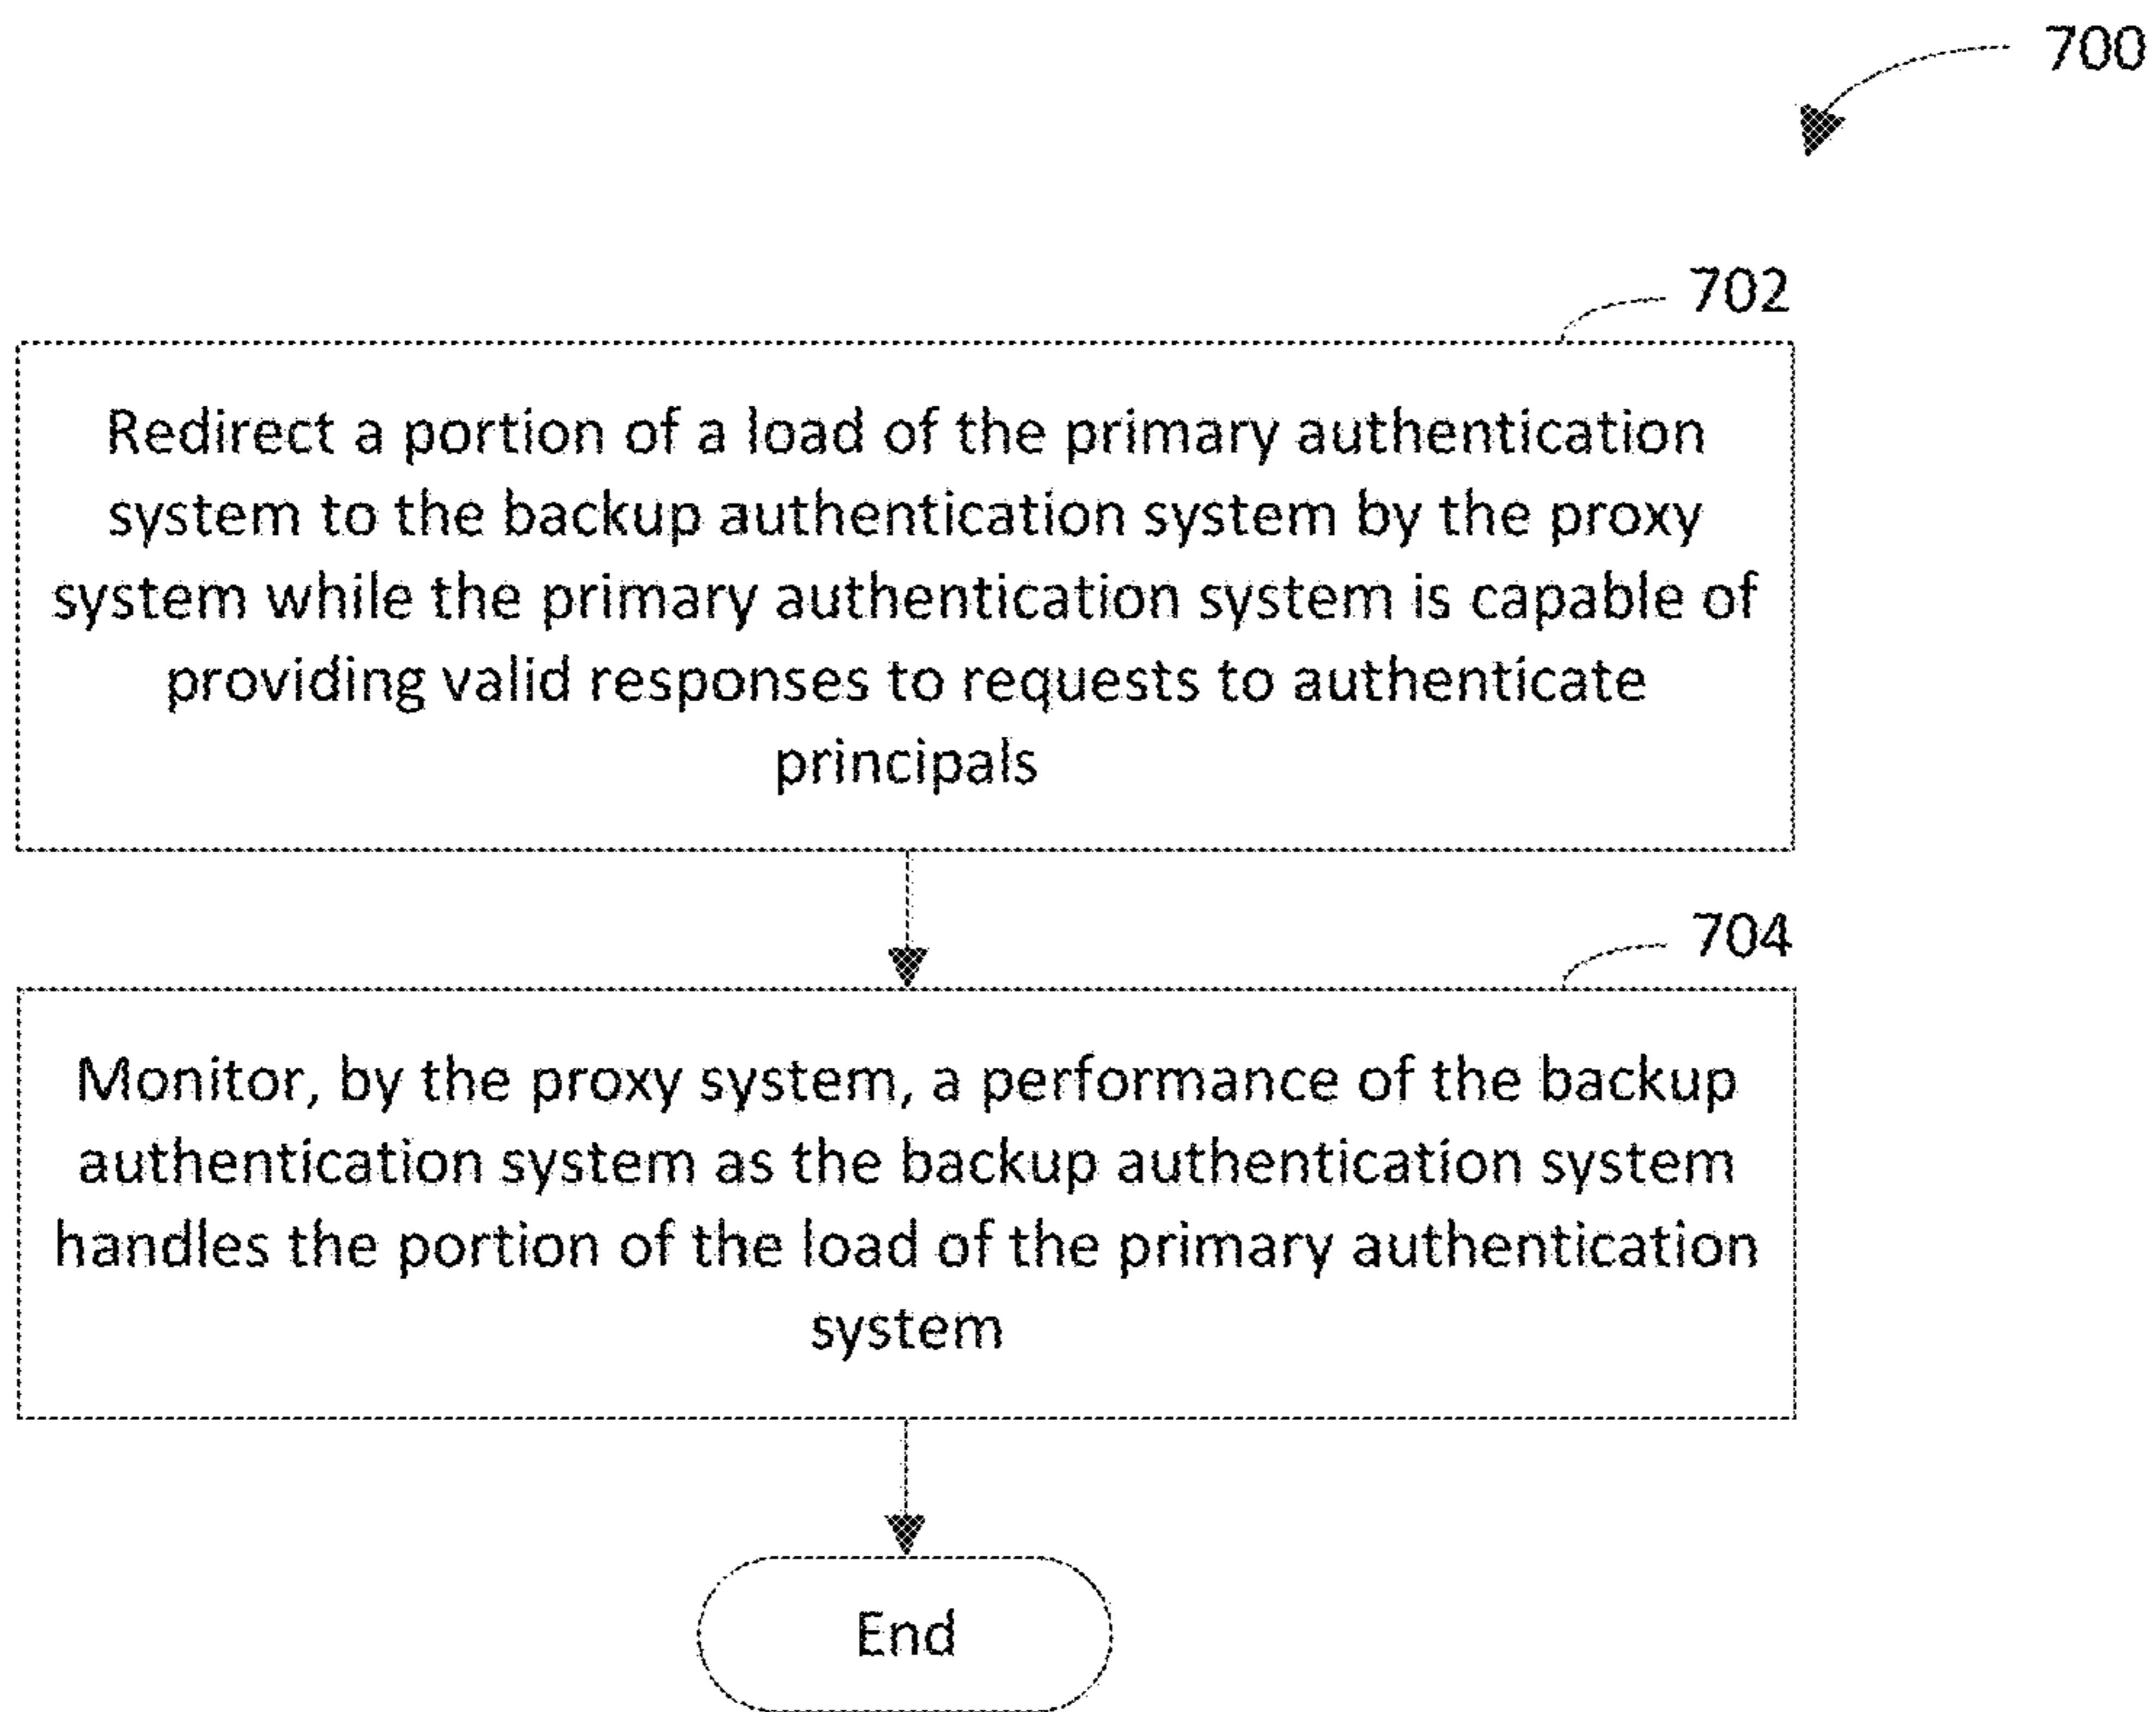 700
702
Redirect a portion of a load of the primary authentication
system to the backup authentication system by the proxy
system while the primary authentication system is capable of
providing valid responses to requests to authenticate
principals
704
Monitor, by the proxy system, a performance of the backup
authentication system as the backup authentication system
handles the portion of the load of the primary authentication
system
End